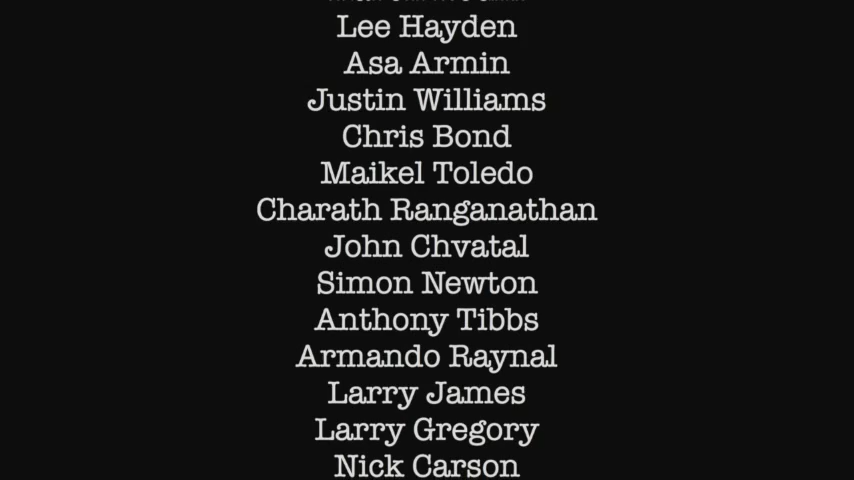 Lee Hayden
Asa Armin
Justin Williams
Chris Bond
Maikel Toledo
Charath Ranganathan
John Chvatal
Simon Newton
Anthony Tibbs
Armando Raynal
Larry James
Larry Gregory
Nick Carson